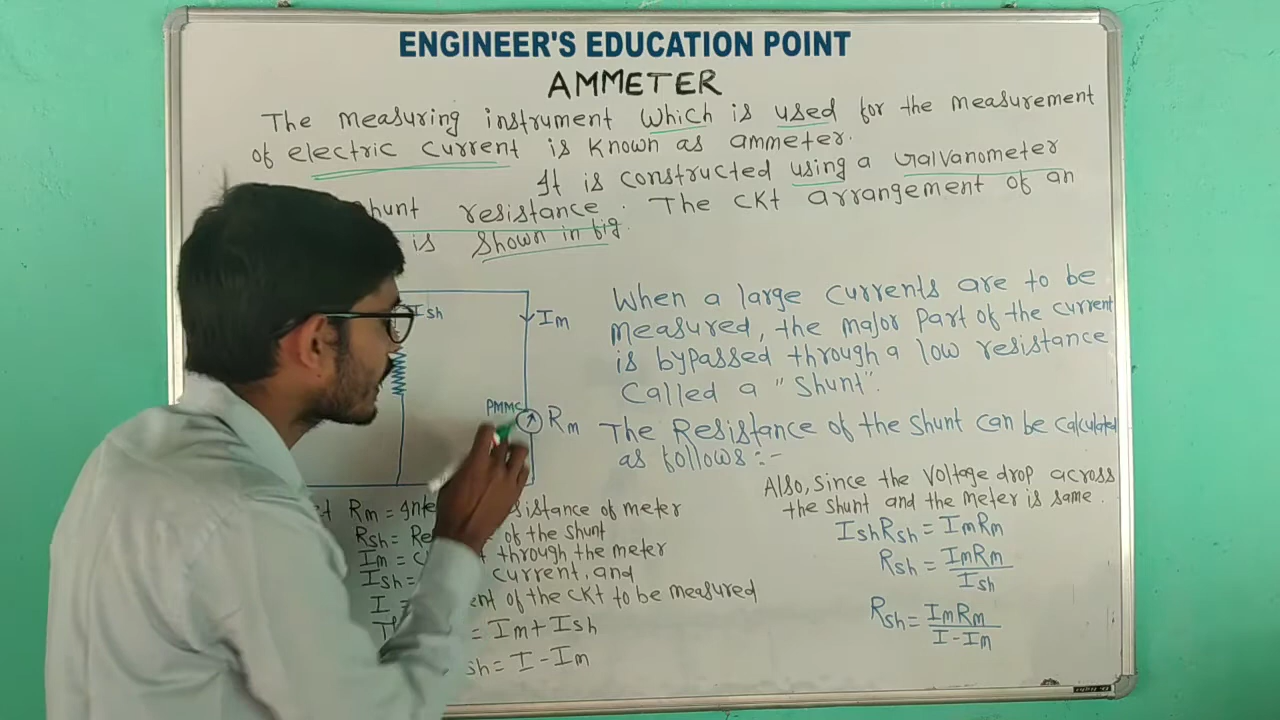 ENGINEER'S EDUCATION POINT
AMMETER
The measuring instrument which is used for the measurement
of electric current is known as ammeter.
It is constructed using a Galvanometer
hunt resistance. The CKt arrangement of an
is shown in fig.
Ish
Im
PMMC
Rm
When a large currents are to be
measured, the major part of the current
is bypassed through a low resistance
Called a "Shunt".
The Resistance of the shunt can be calculated
as follows:-
Rm = Inte sistance of meter
Rsh = Re of the shunt
Im = C t through the meter
Ish = current, and
I = ent of the CKt to be measured
= Im + Ish
sh = I - Im
Also, Since the Voltage drop across
the shunt and the meter is same.
IshRsh = ImRm
Rsh = ImRm
Ish
Rsh = ImRm
I - Im